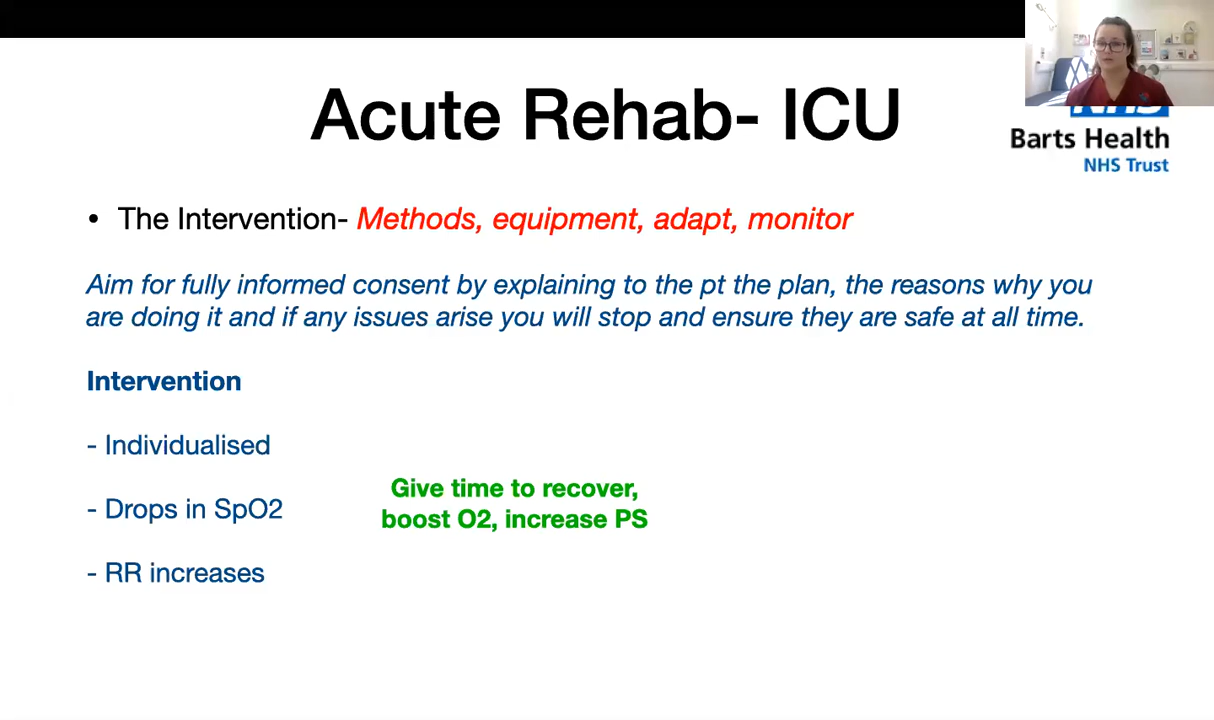 Acute Rehab- ICU
NHS
Barts Health
NHS Trust
• The Intervention- Methods, equipment, adapt, monitor
Aim for fully informed consent by explaining to the pt the plan, the reasons why you
are doing it and if any issues arise you will stop and ensure they are safe at all time.
Intervention
- Individualised
- Drops in SpO2
Give time to recover,
boost O2, increase PS
- RR increases